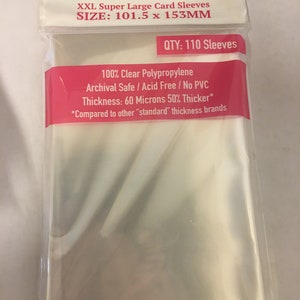 XXL Super Large Card Sleeves
SIZE: 101.5 x 153MM
QTY: 110 Sleeves
100% Clear Polypropylene
Archival Safe / Acid Free / No PVC
Thickness: 60 Microns 50% Thicker*
*Compared to other "standard" thickness brands